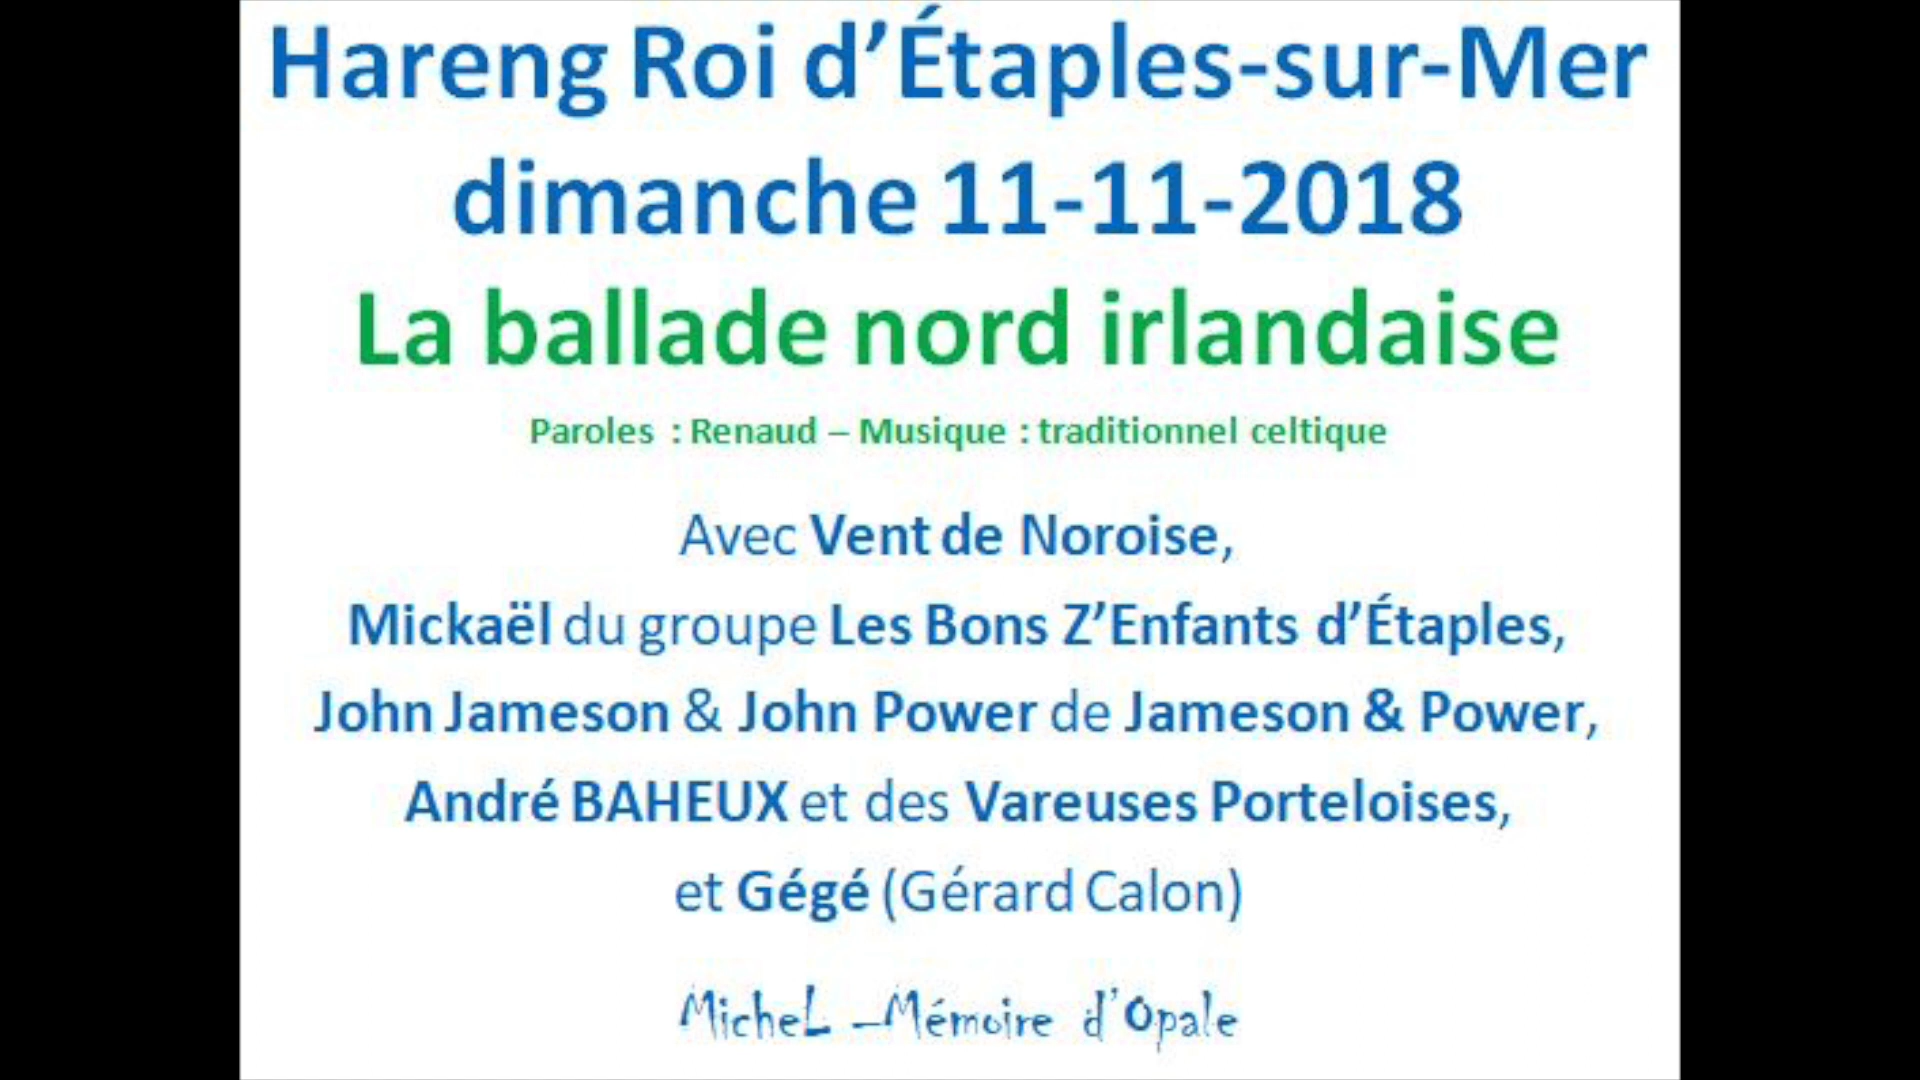 Hareng Roi d’Étaples-sur-Mer
dimanche 11-11-2018
La ballade nord irlandaise
Paroles : Renaud – Musique : traditionnel celtique
Avec Vent de Noroise,
Mickaël du groupe Les Bons Z’Enfants d’Étaples,
John Jameson & John Power de Jameson & Power,
André BAHEUX et des Vareuses Porteloises,
et Gégé (Gérard Calon)
MicheL –Mémoire d’Opale